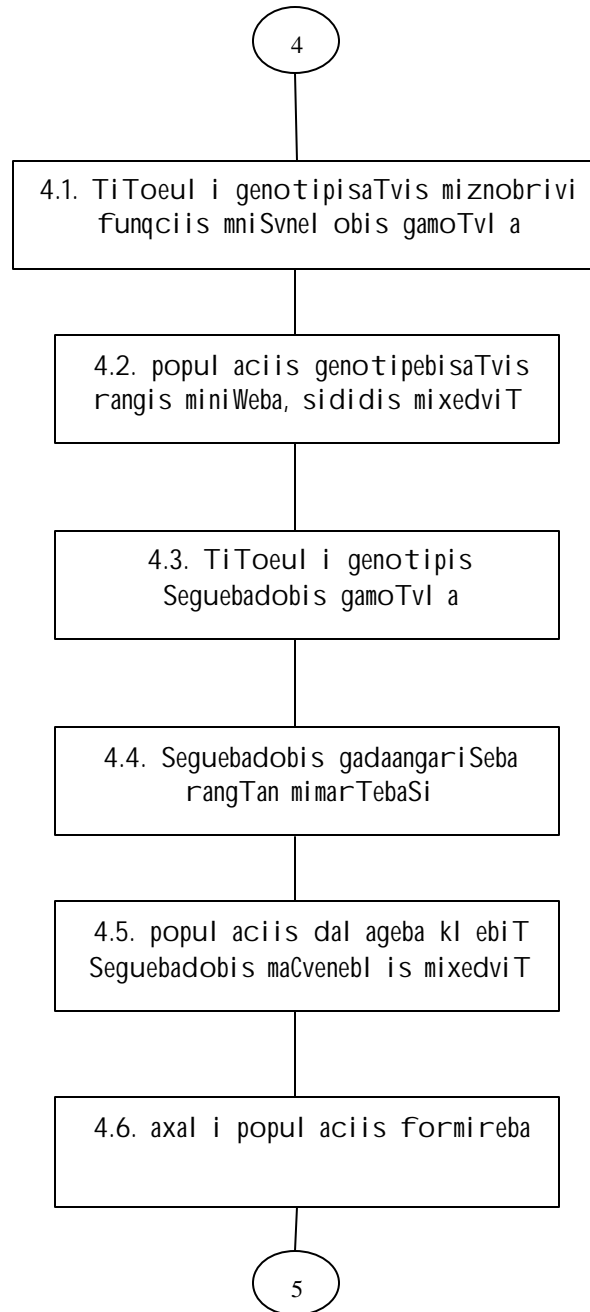 4
4.1. TiToeul i genotipisaTvis miznobrivi
funqciis mniSvnel obis gamoTvl a
4.2. popul aciis genotipebisaTvis
rangis miniWeba, sididis mixedviT
4.3. TiToeul i genotipis
Seguebadobis gamoTvl a
4.4. Seguebadobis gadaangariSeba
rangTan mimarTebaSi
4.5. popul aciis dal ageba kl ebiT
Seguebadobis maCvenebl is mixedviT
4.6. axal i popul aciis formireba
5